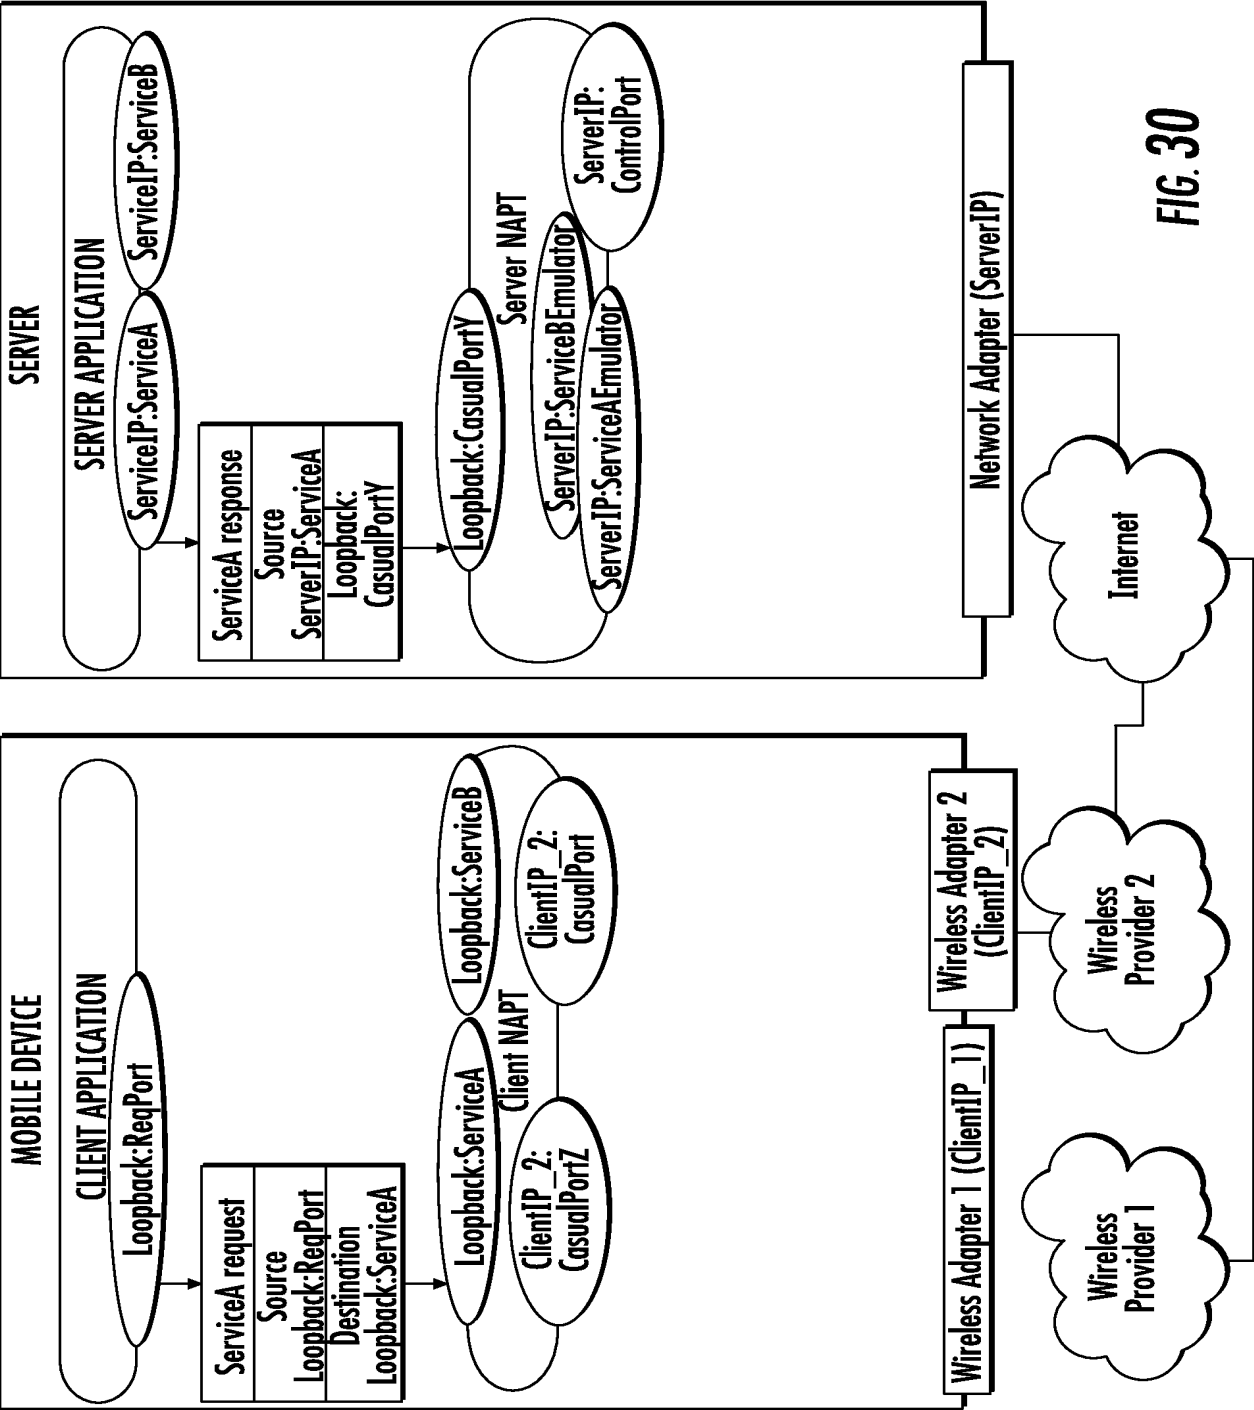 MOBILE DEVICE
CLIENT APPLICATION
Loopback:ReqPort
ServiceA request
Source
Loopback:ReqPort
Destination
Loopback:ServiceA
Loopback:ServiceA
Loopback:ServiceB
Client NAPT
ClientIP_2:
CasualPortZ
ClientIP_2:
CasualPort
Wireless Adapter 1 (ClientIP_1)
Wireless Adapter 2
(ClientIP_2)
Wireless
Provider 1
Wireless
Provider 2
SERVER
SERVER APPLICATION
ServiceIP:ServiceA
ServiceIP:ServiceB
ServiceA response
Source
ServerIP:ServiceA
Loopback:
CasualPortY
Loopback:CasualPortY
Server NAPT
ServerIP:ServiceBEmulator
ServerIP:ServiceAEmulator
ServerIP:
ControlPort
Network Adapter (ServerIP)
Internet
FIG. 30